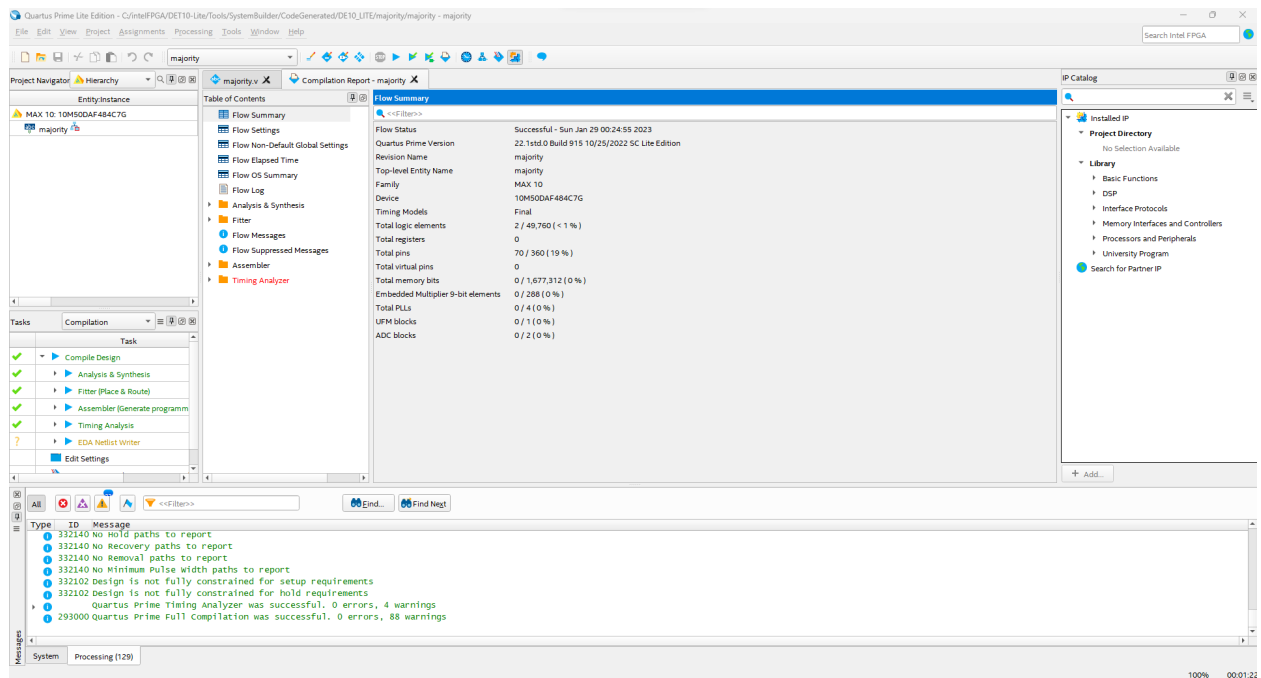 Quartus Prime Lite Edition - C:/intelFPGA/DET10-Lite/Tools/SystemBuilder/CodeGenerated/DE10_LITE/majority/majority - majority
File Edit View Project Assignments Processing Tools Window Help
Search Intel FPGA
majority
Project Navigator Hierarchy
Entity:Instance
MAX 10: 10M50DAF484C7G
majority
majority.v
Compilation Report - majority
Table of Contents
Flow Summary
Flow Settings
Flow Non-Default Global Settings
Flow Elapsed Time
Flow OS Summary
Flow Log
Analysis & Synthesis
Fitter
Flow Messages
Flow Suppressed Messages
Assembler
Timing Analyzer
Flow Summary
<<Filter>>
Flow Status Successful - Sun Jan 29 00:24:55 2023
Quartus Prime Version 22.1std.0 Build 915 10/25/2022 SC Lite Edition
Revision Name majority
Top-level Entity Name majority
Family MAX 10
Device 10M50DAF484C7G
Timing Models Final
Total logic elements 2 / 49,760 ( < 1 % )
Total registers 0
Total pins 70 / 360 ( 19 % )
Total virtual pins 0
Total memory bits 0 / 1,677,312 ( 0 % )
Embedded Multiplier 9-bit elements 0 / 288 ( 0 % )
Total PLLs 0 / 4 ( 0 % )
UFM blocks 0 / 1 ( 0 % )
ADC blocks 0 / 2 ( 0 % )
IP Catalog
Installed IP
Project Directory
No Selection Available
Library
Basic Functions
DSP
Interface Protocols
Memory Interfaces and Controllers
Processors and Peripherals
University Program
Search for Partner IP
+ Add...
Tasks Compilation
Task
Compile Design
Analysis & Synthesis
Fitter (Place & Route)
Assembler (Generate programm
Timing Analysis
? EDA Netlist Writer
Edit Settings
All <<Filter>> Find... Find Next
Type ID Message
332140 No Hold paths to report
332140 No Recovery paths to report
332140 No Removal paths to report
332140 No Minimum Pulse Width paths to report
332102 Design is not fully constrained for setup requirements
332102 Design is not fully constrained for hold requirements
Quartus Prime Timing Analyzer was successful. 0 errors, 4 warnings
293000 Quartus Prime Full Compilation was successful. 0 errors, 88 warnings
Messages
System Processing (129)
100% 00:01:22